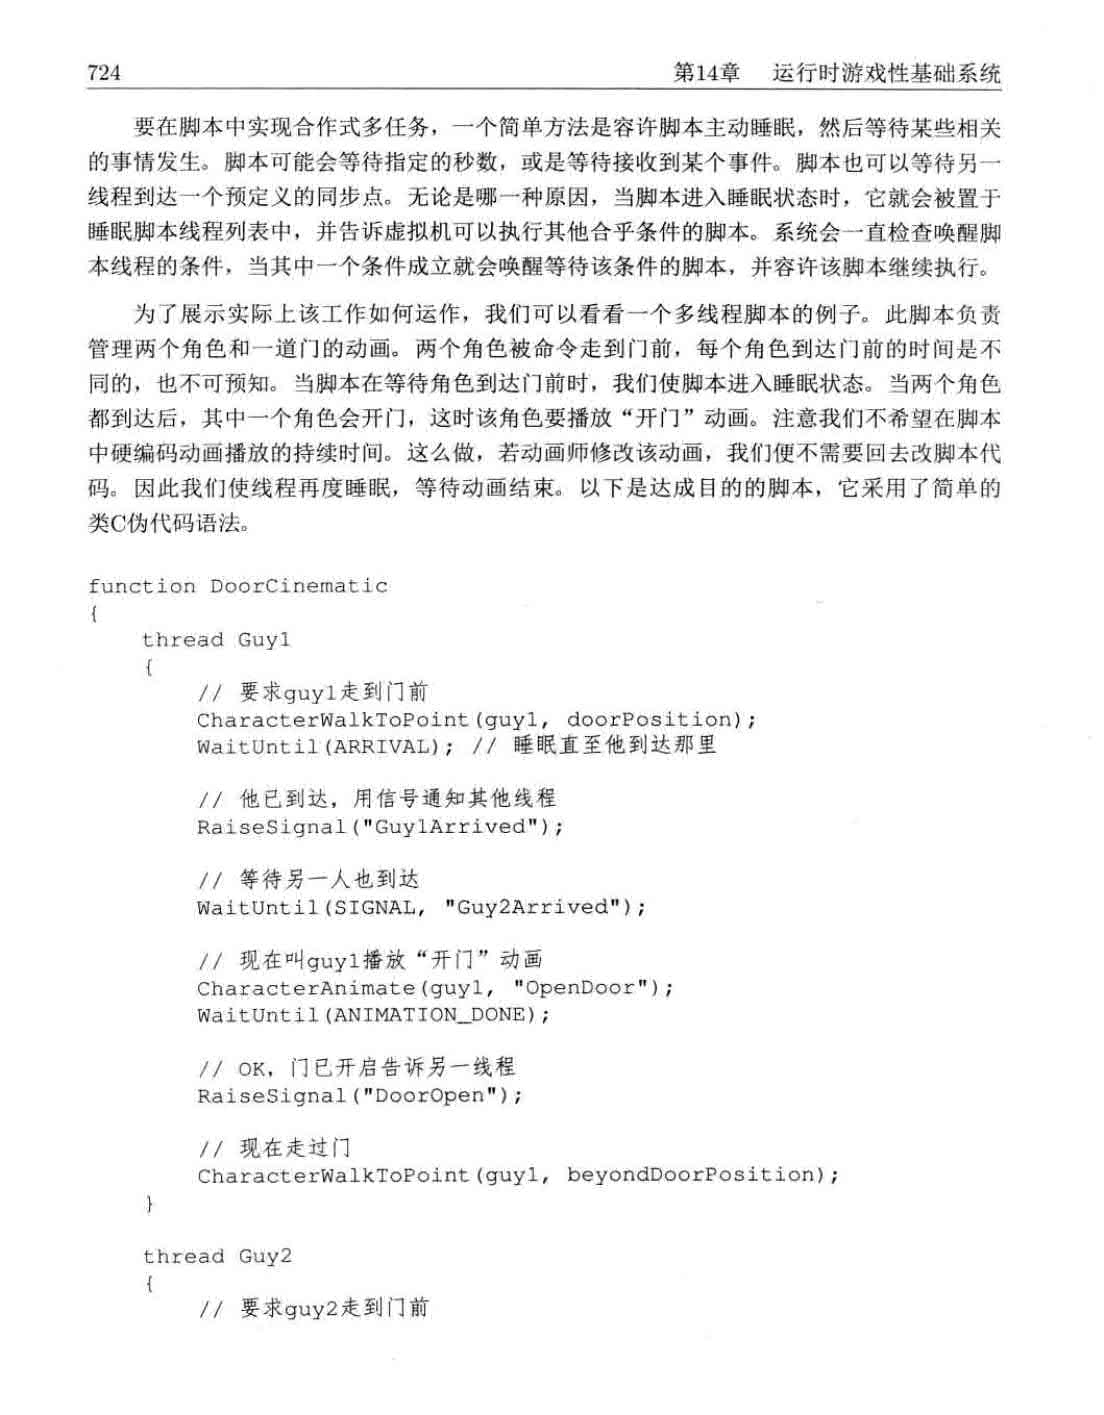 724
第14章 运行时游戏性基础系统
要在脚本中实现合作式多任务，一个简单方法是容许脚本主动睡眠，然后等待某些相关
的事情发生。脚本可能会等待指定的秒数，或是等待接收到某个事件。脚本也可以等待另一
线程到达一个预定义的同步点。无论是哪一种原因，当脚本进入睡眠状态时，它就会被置于
睡眠脚本线程列表中，并告诉虚拟机可以执行其他合乎条件的脚本。系统会一直检查唤醒脚
本线程的条件，当其中一个条件成立就会唤醒等待该条件的脚本，并容许该脚本继续执行。
为了展示实际上该工作如何运作，我们可以看看一个多线程脚本的例子。此脚本负责
管理两个角色和一道门的动画。两个角色被命令走到门前，每个角色到达门前的时间是不
同的，也不可预知。当脚本在等待角色到达门前时，我们使脚本进入睡眠状态。当两个角色
都到达后，其中一个角色会开门，这时该角色要播放“开门”动画。注意我们不希望在脚本
中硬编码动画播放的持续时间。这么做，若动画师修改该动画，我们便不需要回去改脚本代
码。因此我们使线程再度睡眠，等待动画结束。以下是达成目的的脚本，它采用了简单的
类C伪代码语法。
function DoorCinematic
{
thread Guy1
{
// 要求guy1走到门前
CharacterWalkToPoint(guy1, doorPosition);
WaitUntil(ARRIVAL); // 睡眠直至他到达那里
// 他已到达，用信号通知其他线程
RaiseSignal("Guy1Arrived");
// 等待另一人也到达
WaitUntil(SIGNAL, "Guy2Arrived");
// 现在叫guy1播放“开门”动画
CharacterAnimate(guy1, "OpenDoor");
WaitUntil(ANIMATION_DONE);
// OK，门已开启告诉另一线程
RaiseSignal("DoorOpen");
// 现在走过门
CharacterWalkToPoint(guy1, beyondDoorPosition);
}
thread Guy2
{
// 要求guy2走到门前